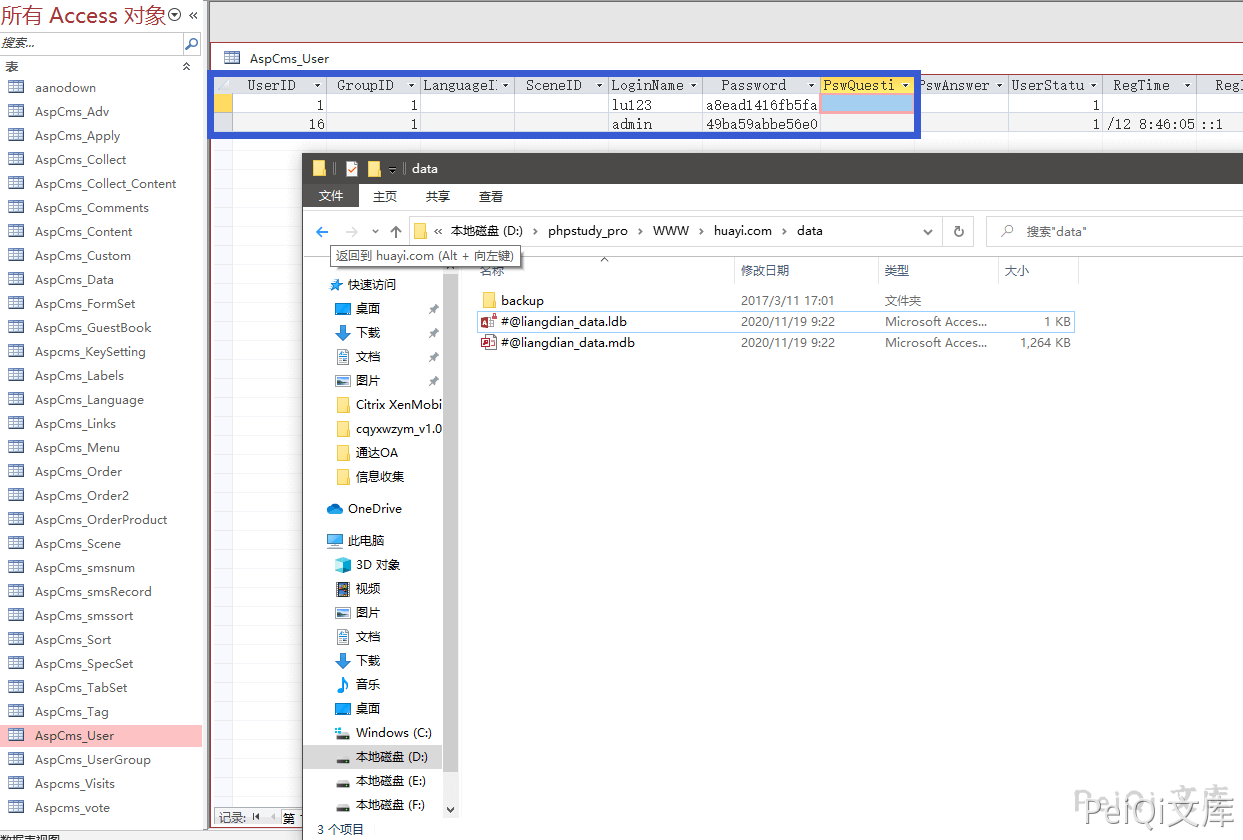 所有 Access 对象 «
搜索...
表
aanodown
AspCms_Adv
AspCms_Apply
AspCms_Collect
AspCms_Collect_Content
AspCms_Comments
AspCms_Content
AspCms_Custom
AspCms_Data
AspCms_FormSet
AspCms_GuestBook
Aspcms_KeySetting
AspCms_Labels
AspCms_Language
AspCms_Links
AspCms_Menu
AspCms_Order
AspCms_Order2
AspCms_OrderProduct
AspCms_Scene
AspCms_smsnum
AspCms_smsRecord
AspCms_smssort
AspCms_Sort
AspCms_SpecSet
AspCms_TabSet
AspCms_Tag
AspCms_User
AspCms_UserGroup
Aspcms_Visits
Aspcms_vote
AspCms_User
UserID GroupID LanguageI SceneID LoginName Password PswQuesti PswAnswer UserStatu RegTime RegI
1 1 lu123 a8ead1416fb5fa 1
16 1 admin 49ba59abbe56e0 1 /12 8:46:05 ::1
data
文件 主页 共享 查看
« 本地磁盘 (D:) › phpstudy_pro › WWW › huayi.com › data
搜索"data"
返回到 huayi.com (Alt + 向左键)
名称 修改日期 类型 大小
backup 2017/3/11 17:01 文件夹
#@liangdian_data.ldb 2020/11/19 9:22 Microsoft Acces... 1 KB
#@liangdian_data.mdb 2020/11/19 9:22 Microsoft Acces... 1,264 KB
快速访问
桌面
下载
文档
图片
Citrix XenMobi
cqyxwzym_v1.0
通达OA
信息收集
OneDrive
此电脑
3D 对象
视频
图片
文档
下载
音乐
桌面
Windows (C:)
本地磁盘 (D:)
本地磁盘 (E:)
本地磁盘 (F:)
3 个项目
记录: 第 1
数据表视图
PeiQi文库
PeiQi文库